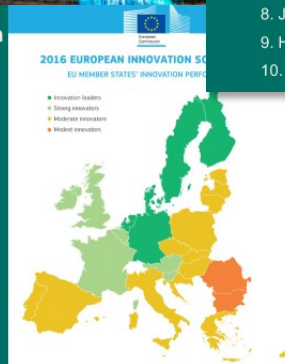 European
Commission
2016 EUROPEAN INNOVATION SC
EU MEMBER STATES' INNOVATION PERFO
Innovation leaders
Strong innovators
Moderate innovators
Modest innovators
8. J
9. H
10.
n